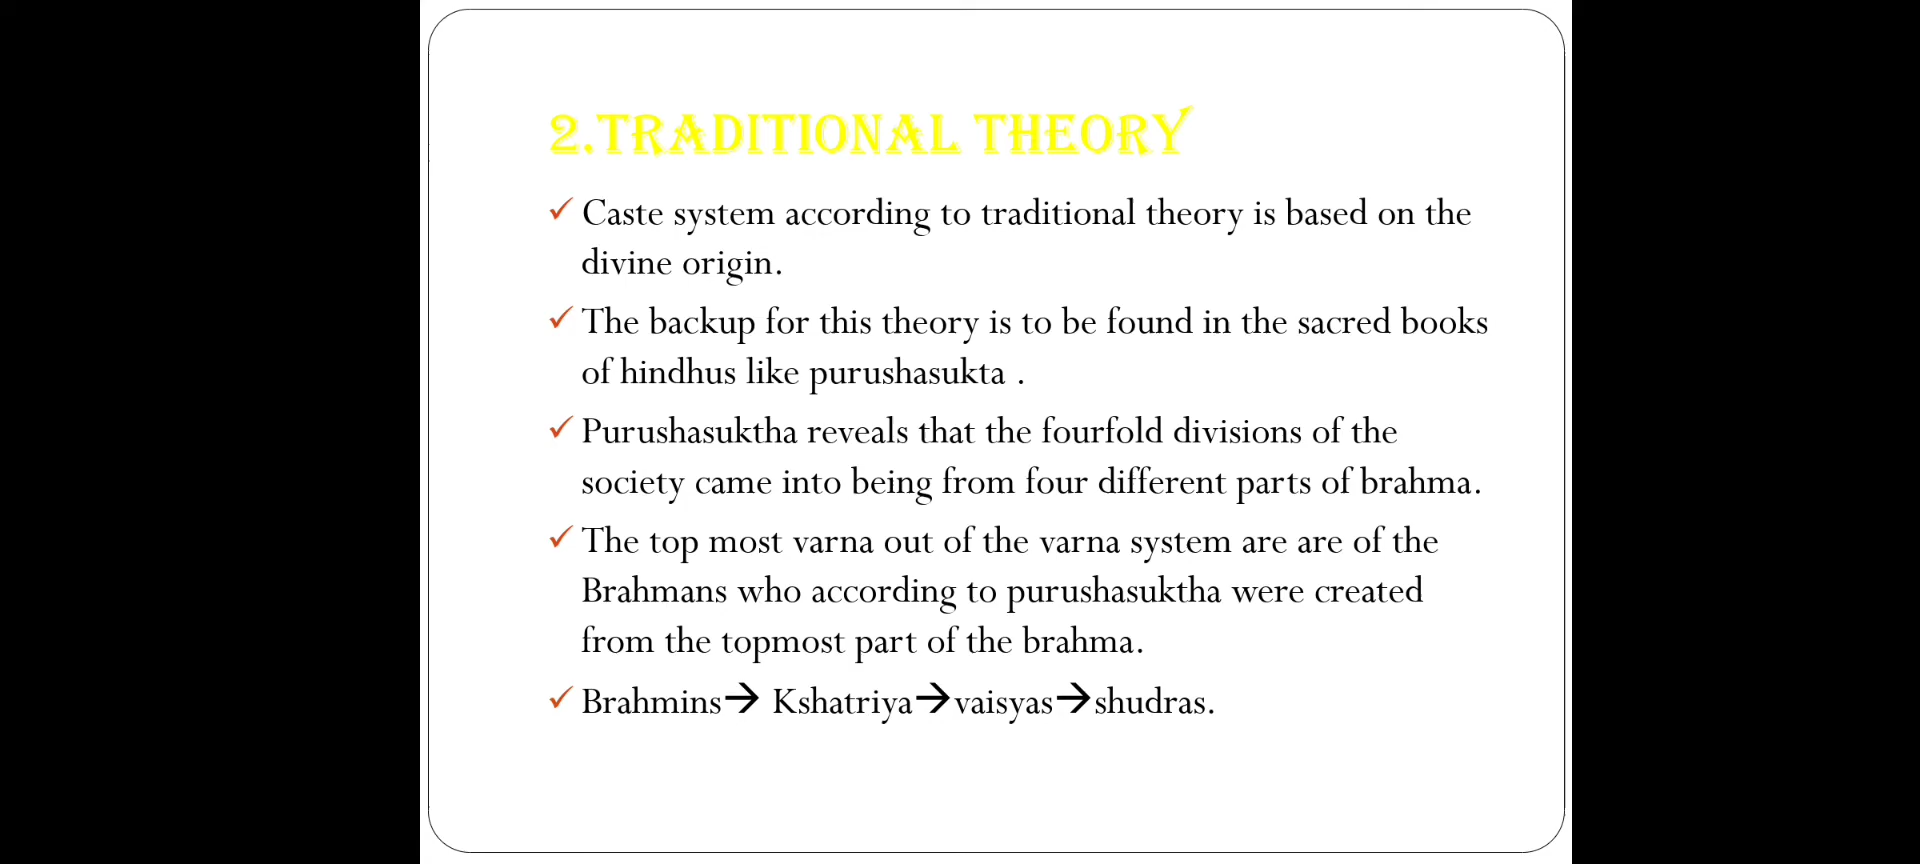 2.TRADITIONAL THEORY
✓ Caste system according to traditional theory is based on the
divine origin.
✓ The backup for this theory is to be found in the sacred books
of hindhus like purushasukta .
✓ Purushasuktha reveals that the fourfold divisions of the
society came into being from four different parts of brahma.
✓ The top most varna out of the varna system are are of the
Brahmans who according to purushasuktha were created
from the topmost part of the brahma.
✓ Brahmins→ Kshatriya→vaisyas→shudras.